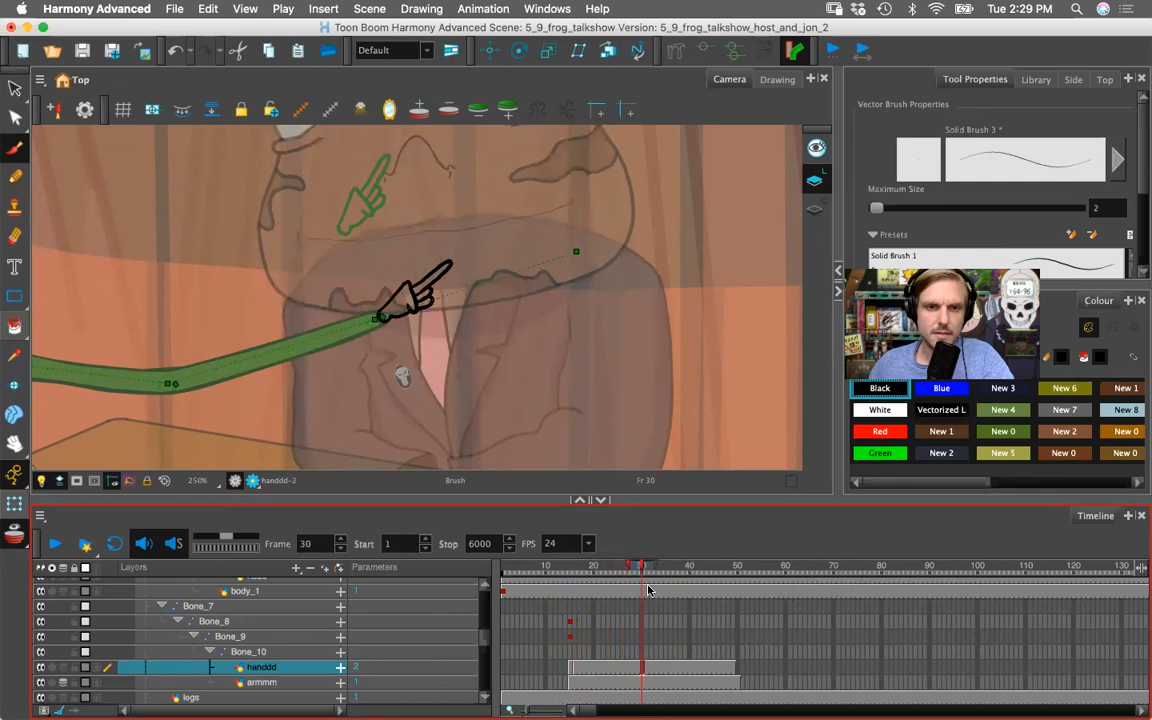 Harmony Advanced File Edit View Play Insert Scene Drawing Animation Windows Help Tue 2:29 PM
Toon Boom Harmony Advanced Scene: 5_9_frog_talkshow Version: 5_9_frog_talkshow_host_and_jon_2
Default
Top Camera Drawing Tool Properties Library Side Top
Vector Brush Properties
Solid Brush 3 *
Maximum Size
2
Presets
Solid Brush 1
T 64-96
Colour
Black Blue New 3 New 6 New 1
White Vectorized L New 4 New 7 New 8
Red New 1 New 0 New 2 New 0
Green New 2 New 5 New 0 New 0
250% handdd-2 Brush Fr 30
Timeline
Frame 30 Start 1 Stop 6000 FPS 24
Layers Parameters 10 20 30 40 50 60 70 80 90 100 110 120 130
body_1 1
Bone_7
Bone_8
Bone_9
Bone_10
handdd 2
armmm 1
legs 1